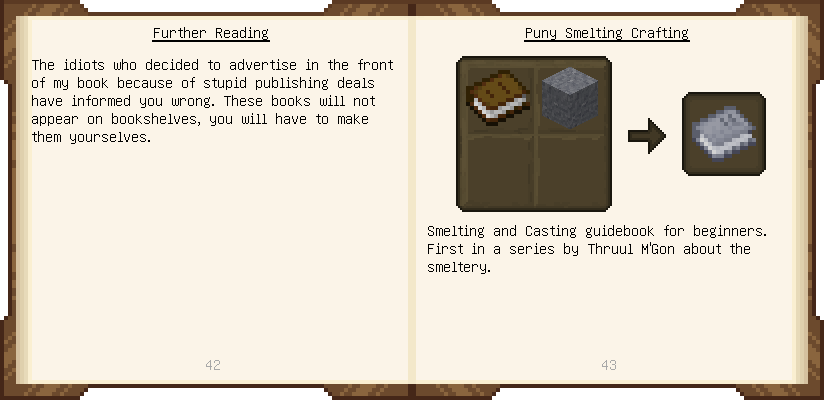 Further Reading
The idiots who decided to advertise in the front
of my book because of stupid publishing deals
have informed you wrong. These books will not
appear on bookshelves, you will have to make
them yourselves.
42
Puny Smelting Crafting
Smelting and Casting guidebook for beginners.
First in a series by Thruul M'Gon about the
smeltery.
43